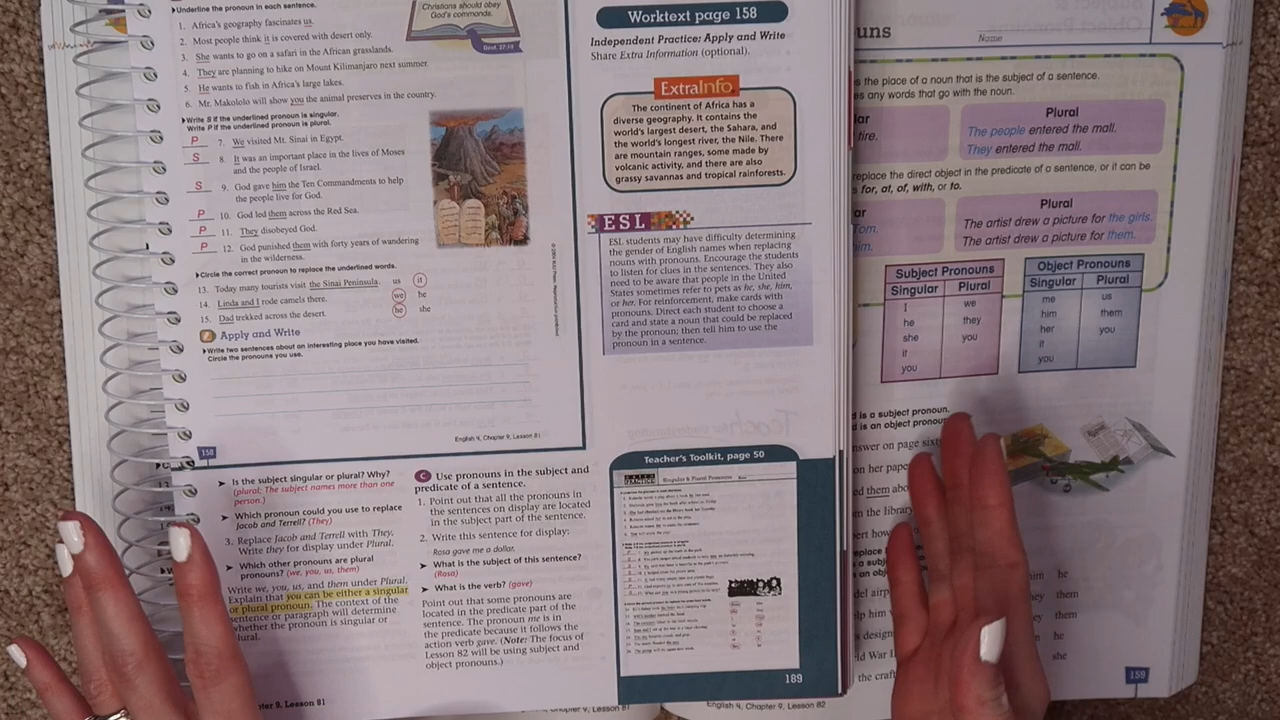 Underline the pronoun in each sentence.
1. Africa's geography fascinates us.
2. Most people think it is covered with desert only.
3. She wants to go on a safari in the African grasslands.
4. They are planning to hike on Mount Kilimanjaro next summer.
5. He wants to fish in Africa's large lakes.
6. Mr. Makololo will show you the animal preserves in the country.
Christians should obey
God's commands.
Deut. 27:10
Write S if the underlined pronoun is singular.
Write P if the underlined pronoun is plural.
P 7. We visited Mt. Sinai in Egypt.
S 8. It was an important place in the lives of Moses
and the people of Israel.
S 9. God gave him the Ten Commandments to help
the people live for God.
P 10. God led them across the Red Sea.
P 11. They disobeyed God.
P 12. God punished them with forty years of wandering
in the wilderness.
Circle the correct pronoun to replace the underlined words.
13. Today many tourists visit the Sinai Peninsula. us it
14. Linda and I rode camels there. we he
15. Dad trekked across the desert. he she
Apply and Write
Write two sentences about an interesting place you have visited.
Circle the pronouns you use.
158
English 4, Chapter 9, Lesson 81
➤ Is the subject singular or plural? Why?
(plural; The subject names more than one
person.)
➤ Which pronoun could you use to replace
Jacob and Terrell? (They)
3. Replace Jacob and Terrell with They.
Write they for display under Plural.
➤ Which other pronouns are plural
pronouns? (we, you, us, them)
Write we, you, us, and them under Plural.
Explain that you can be either a singular
or plural pronoun. The context of the
sentence or paragraph will determine
whether the pronoun is singular or
plural.
ter 9, Lesson 81
C Use pronouns in the subject and
predicate of a sentence.
1. Point out that all the pronouns in
the sentences on display are located
in the subject part of the sentence.
2. Write this sentence for display:
Rosa gave me a dollar.
➤ What is the subject of this sentence?
(Rosa)
➤ What is the verb? (gave)
Point out that some pronouns are
located in the predicate part of the
sentence. The pronoun me is in
the predicate because it follows the
action verb gave. (Note: The focus of
Lesson 82 will be using subject and
object pronouns.)
Worktext page 158
Independent Practice: Apply and Write
Share Extra Information (optional).
ExtraInfo.
The continent of Africa has a
diverse geography. It contains the
world's largest desert, the Sahara, and
the world's longest river, the Nile. There
are mountain ranges, some made by
volcanic activity, and there are also
grassy savannas and tropical rainforests.
ESL
ESL students may have difficulty determining
the gender of English names when replacing
nouns with pronouns. Encourage the students
to listen for clues in the sentences. They also
need to be aware that people in the United
States sometimes refer to pets as he, she, him,
or her. For reinforcement, make cards with
pronouns. Direct each student to choose a
card and state a noun that could be replaced
by the pronoun; then tell him to use the
pronoun in a sentence.
Teacher's Toolkit, page 50
Singular & Plural Pronouns
189
uns
Name
s the place of a noun that is the subject of a sentence.
es any words that go with the noun.
lar
tire.
Plural
The people entered the mall.
They entered the mall.
replace the direct object in the predicate of a sentence, or it can be
s for, at, of, with, or to.
ar
Tom.
im.
Plural
The artist drew a picture for the girls.
The artist drew a picture for them.
Subject Pronouns
Singular Plural
I we
he they
she you
it
you
Object Pronouns
Singular Plural
me us
him them
her you
it
you
d is a subject pronoun.
d is an object pronoun
nswer on page sixt
on her pape
ed them abo
m the library
ert how
him he
ey them
elp him
them
s design
he
ld War I
she
the craft
159
English 4, Chapter 9, Lesson 82